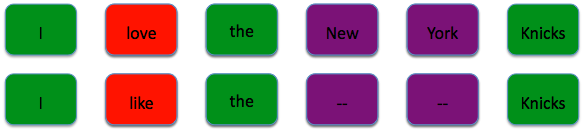 I love the New York Knicks
I like the -- -- Knicks